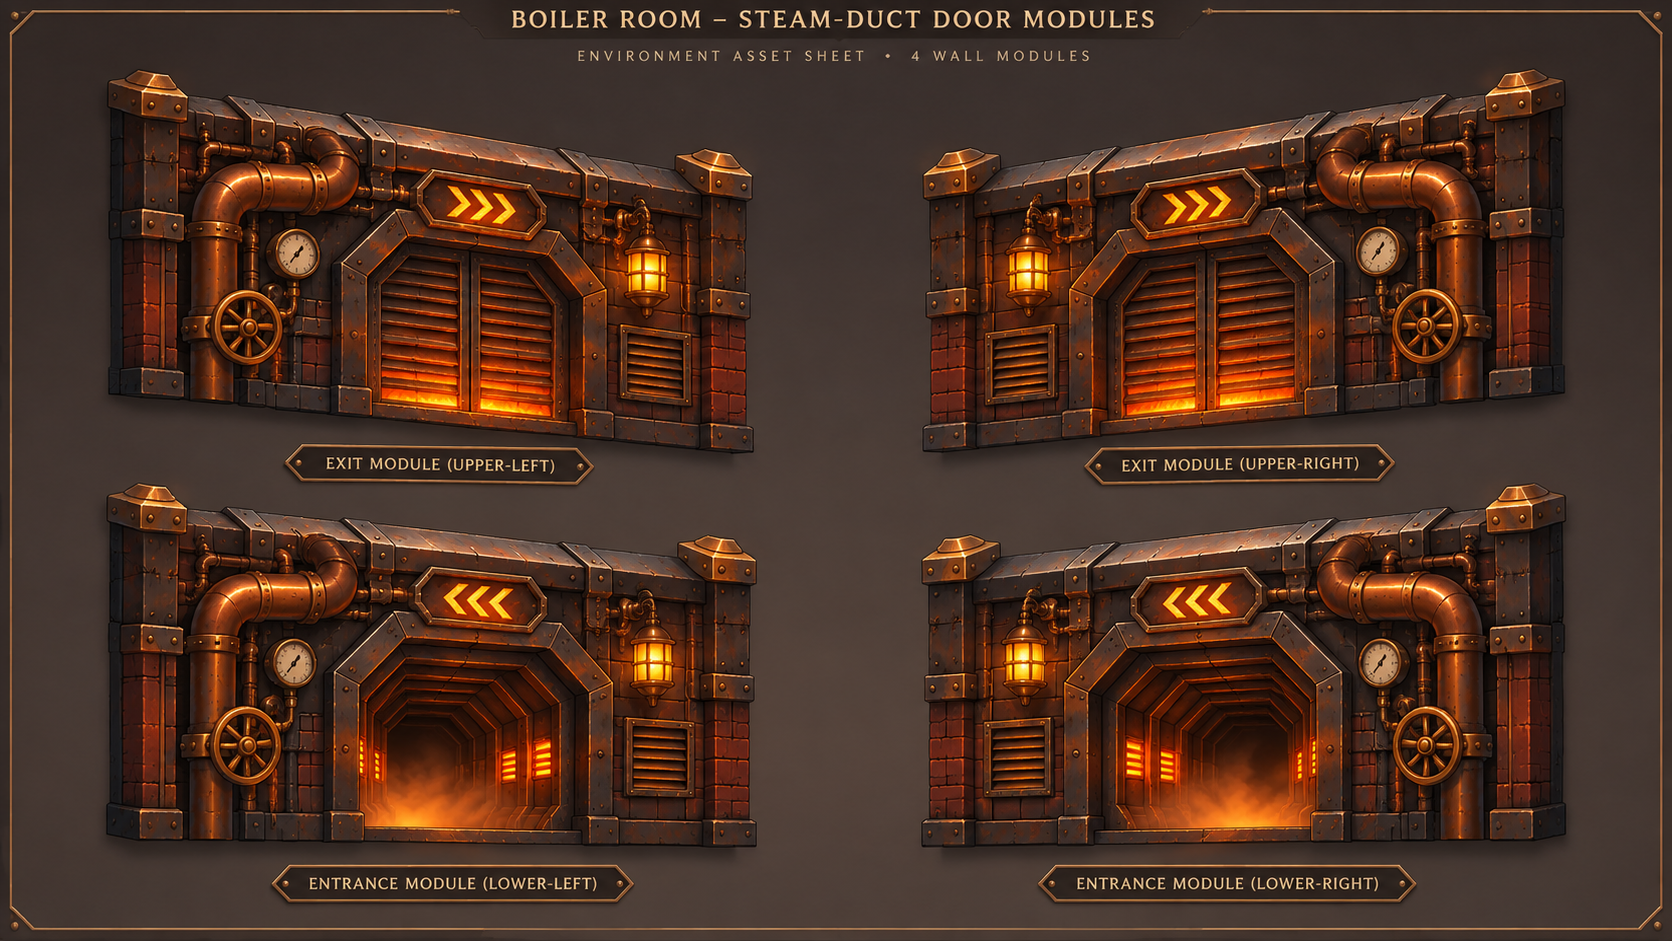 BOILER ROOM – STEAM-DUCT DOOR MODULES
ENVIRONMENT ASSET SHEET • 4 WALL MODULES
EXIT MODULE (UPPER-LEFT)
EXIT MODULE (UPPER-RIGHT)
ENTRANCE MODULE (LOWER-LEFT)
ENTRANCE MODULE (LOWER-RIGHT)